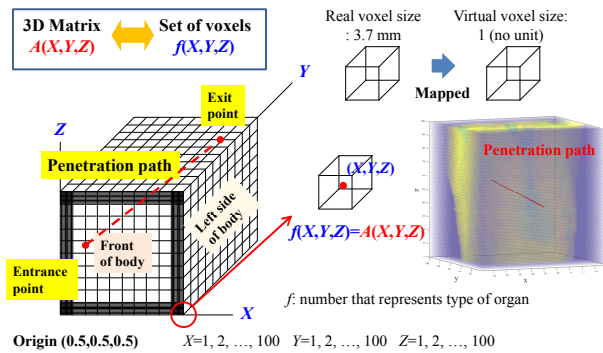 3D Matrix
A(X,Y,Z)
Set of voxels
f(X,Y,Z)
Real voxel size
: 3.7 mm
Virtual voxel size:
1 (no unit)
Mapped
Y
Exit
point
Z
Penetration path
Left side
of body
Front
of body
Entrance
point
X
(X,Y,Z)
f(X,Y,Z)=A(X,Y,Z)
Penetration path
z
y
x
f: number that represents type of organ
Origin (0.5,0.5,0.5)
X=1, 2, …, 100 Y=1, 2, …, 100 Z=1, 2, …, 100